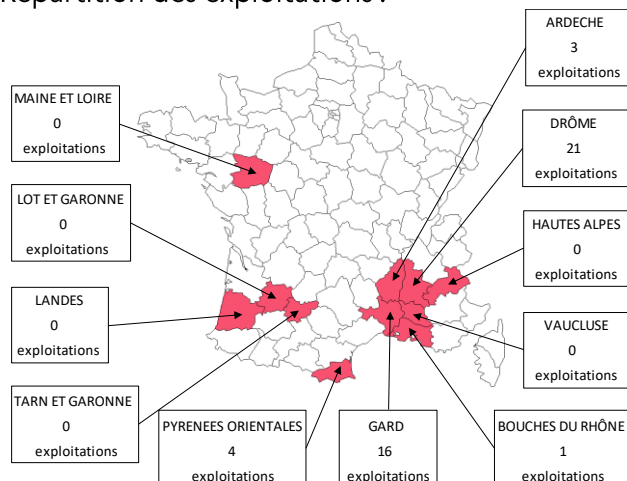 Répartition des exploitations :
ARDECHE
3
exploitations
MAINE ET LOIRE
0
exploitations
DRÔME
21
exploitations
LOT ET GARONNE
0
exploitations
HAUTES ALPES
0
exploitations
LANDES
0
exploitations
VAUCLUSE
0
exploitations
TARN ET GARONNE
0
exploitations
PYRENEES ORIENTALES
4
exploitations
GARD
16
exploitations
BOUCHES DU RHÔNE
1
exploitations